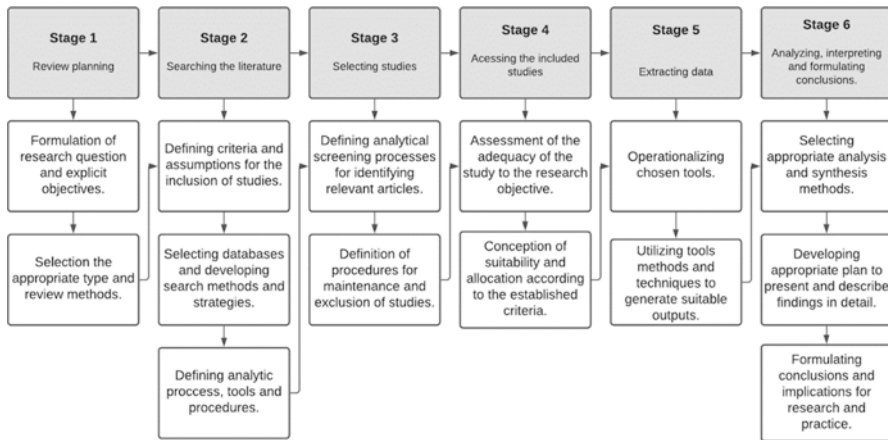 Stage 1
Review planning
Stage 2
Searching the literature
Stage 3
Selecting studies
Stage 4
Acessing the included
studies
Stage 5
Extracting data
Stage 6
Analyzing, interpreting
and formulating
conclusions.
Formulation of
research question
and explicit
objectives.
Selection the
appropriate type and
review methods.
Defining criteria and
assumptions for the
inclusion of studies.
Selecting databases
and developing
search methods and
strategies.
Defining analytic
proccess, tools and
procedures.
Defining analytical
screening processes
for identifying
relevant articles.
Definition of
procedures for
maintenance and
exclusion of studies.
Assessment of the
adequacy of the
study to the research
objective.
Conception of
suitability and
allocation according
to the established
criteria.
Operationalizing
chosen tools.
Utilizing tools
methods and
techniques to
generate suitable
outputs.
Selecting
appropriate analysis
and synthesis
methods.
Developing
appropriate plan to
present and describe
findings in detail.
Formulating
conclusions and
implications for
research and
practice.